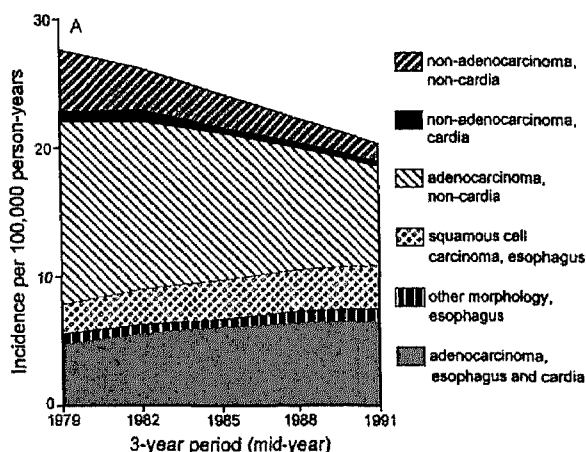 A
30
20
10
0
Incidence per 100,000 person-years
1979
1982
1985
1988
1991
3-year period (mid-year)
non-adenocarcinoma,
non-cardia
non-adenocarcinoma,
cardia
adenocarcinoma,
non-cardia
squamous cell
carcinoma, esophagus
other morphology,
esophagus
adenocarcinoma,
esophagus and cardia